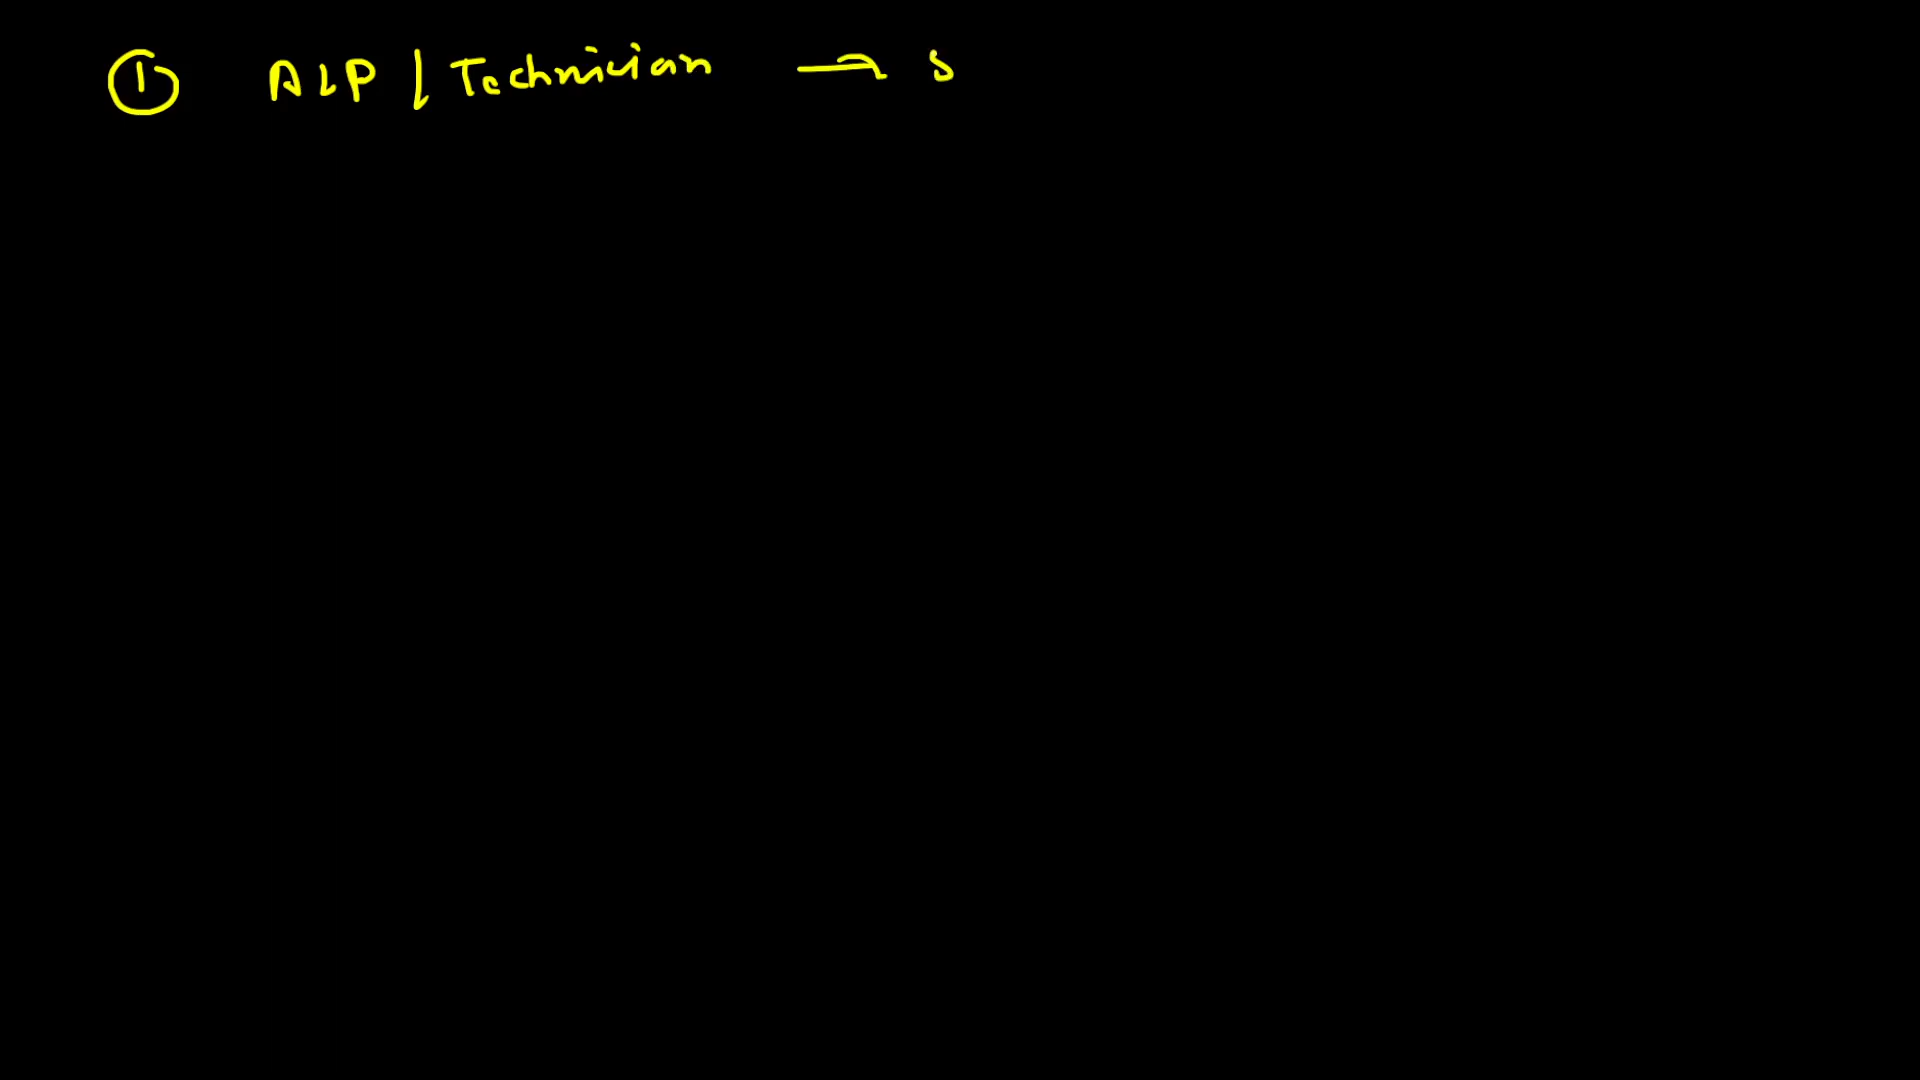 ① ALP | Technician → s